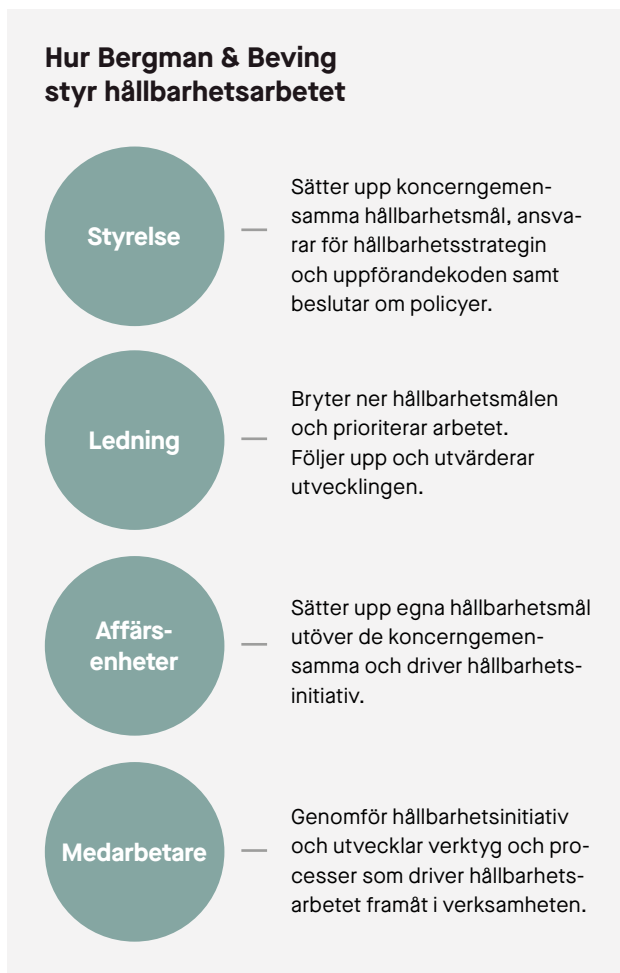 Hur Bergman & Beving
styr hållbarhetsarbetet
Styrelse
Sätter upp koncerngemen-
samma hållbarhetsmål, ansva-
rar för hållbarhetsstrategin
och uppförandekoden samt
beslutar om policyer.
Ledning
Bryter ner hållbarhetsmålen
och prioriterar arbetet.
Följer upp och utvärderar
utvecklingen.
Affärs-
enheter
Sätter upp egna hållbarhetsmål
utöver de koncerngemen-
samma och driver hållbarhets-
initiativ.
Medarbetare
Genomför hållbarhetsinitiativ
och utvecklar verktyg och pro-
cesser som driver hållbarhets-
arbetet framåt i verksamheten.